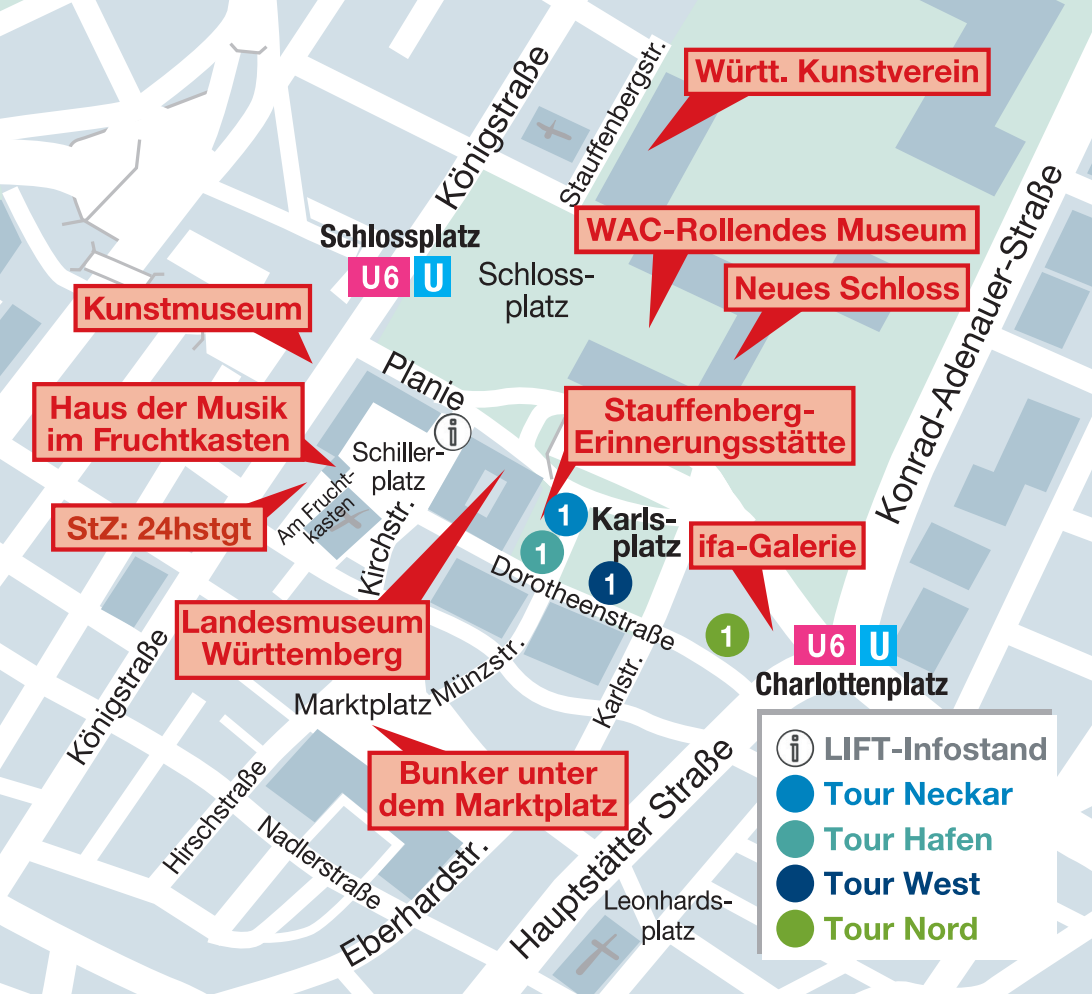 Königstraße
Stauffenbergstr.
Württ. Kunstverein
WAC-Rollendes Museum
Neues Schloss
Konrad-Adenauer-Straße
Schlossplatz
U6 U
Schloss-
platz
Kunstmuseum
Planie
Haus der Musik
im Fruchtkasten
i
Schiller-
platz
Stauffenberg-
Erinnerungsstätte
StZ: 24hstgt
Am Frucht-
kasten
Kirchstr.
1
Karls-
platz
1
1
Dorotheenstraße
ifa-Galerie
Landesmuseum
Württemberg
1
U6 U
Charlottenplatz
Königstraße
Marktplatz
Münzstr.
Karlstr.
Bunker unter
dem Marktplatz
Hirschstraße
Nadlerstraße
Eberhardstr.
Hauptstätter Straße
Leonhards-
platz
i LIFT-Infostand
Tour Neckar
Tour Hafen
Tour West
Tour Nord